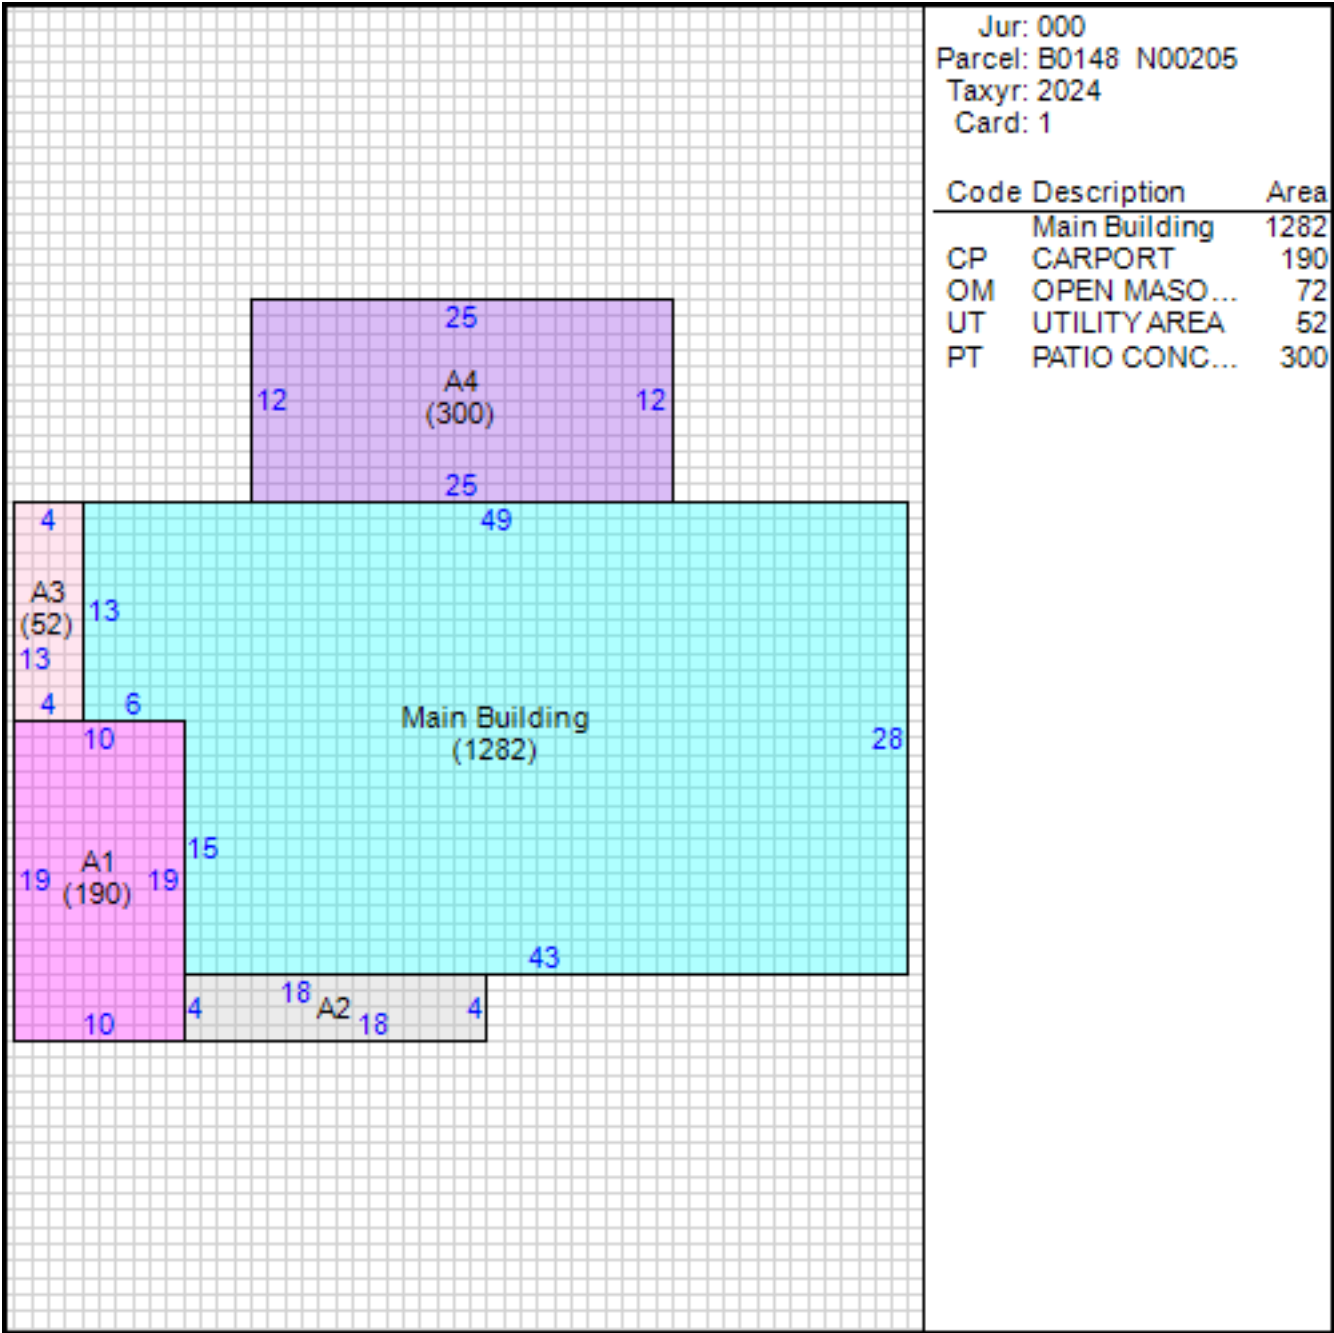 Jur: 000
Parcel: B0148 N00205
Taxyr: 2024
Card: 1
Code Description Area
Main Building 1282
CP CARPORT 190
OM OPEN MASO... 72
UT UTILITY AREA 52
PT PATIO CONC... 300
25
A4
12 12
(300)
25
4 49
A3
13
(52)
13
4 6
Main Building
10 28
(1282)
15
A1
19 19
(190)
43
18
4 A2 4
10 18